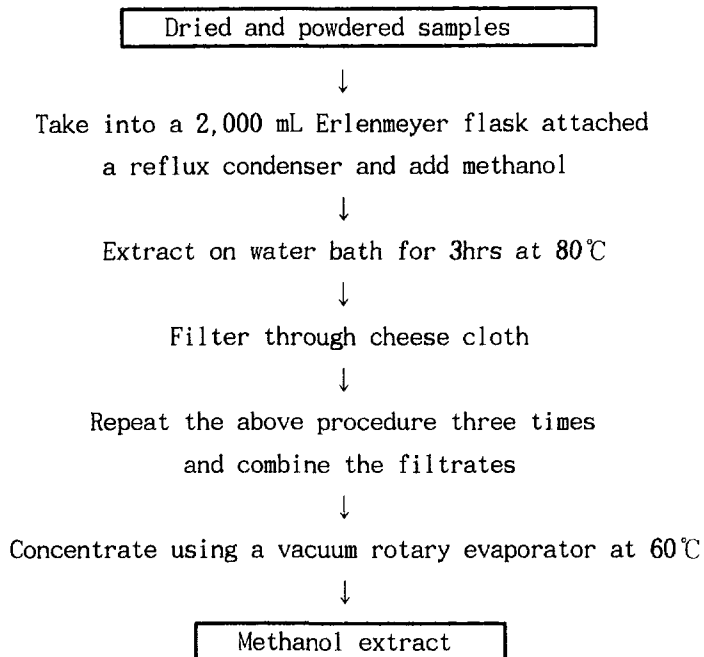 Dried and powdered samples
↓
Take into a 2,000 mL Erlenmeyer flask attached
a reflux condenser and add methanol
↓
Extract on water bath for 3hrs at 80℃
↓
Filter through cheese cloth
↓
Repeat the above procedure three times
and combine the filtrates
↓
Concentrate using a vacuum rotary evaporator at 60℃
↓
Methanol extract